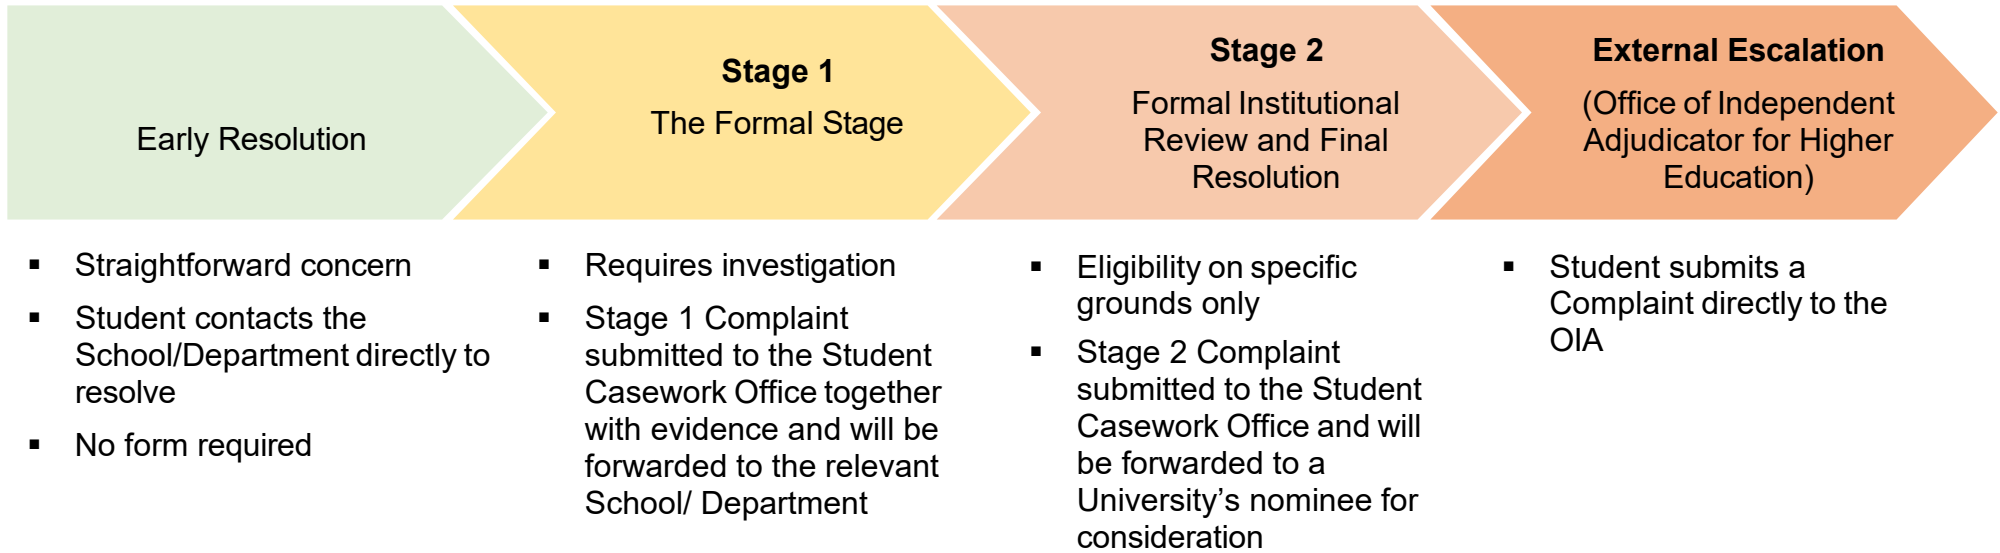 Early Resolution
Stage 1
The Formal Stage
Stage 2
Formal Institutional
Review and Final
Resolution
External Escalation
(Office of Independent
Adjudicator for Higher
Education)
▪ Straightforward concern
▪ Student contacts the
School/Department directly to
resolve
▪ No form required
▪ Requires investigation
▪ Stage 1 Complaint
submitted to the Student
Casework Office together
with evidence and will be
forwarded to the relevant
School/ Department
▪ Eligibility on specific
grounds only
▪ Stage 2 Complaint
submitted to the Student
Casework Office and will
be forwarded to a
University’s nominee for
consideration
▪ Student submits a
Complaint directly to the
OIA